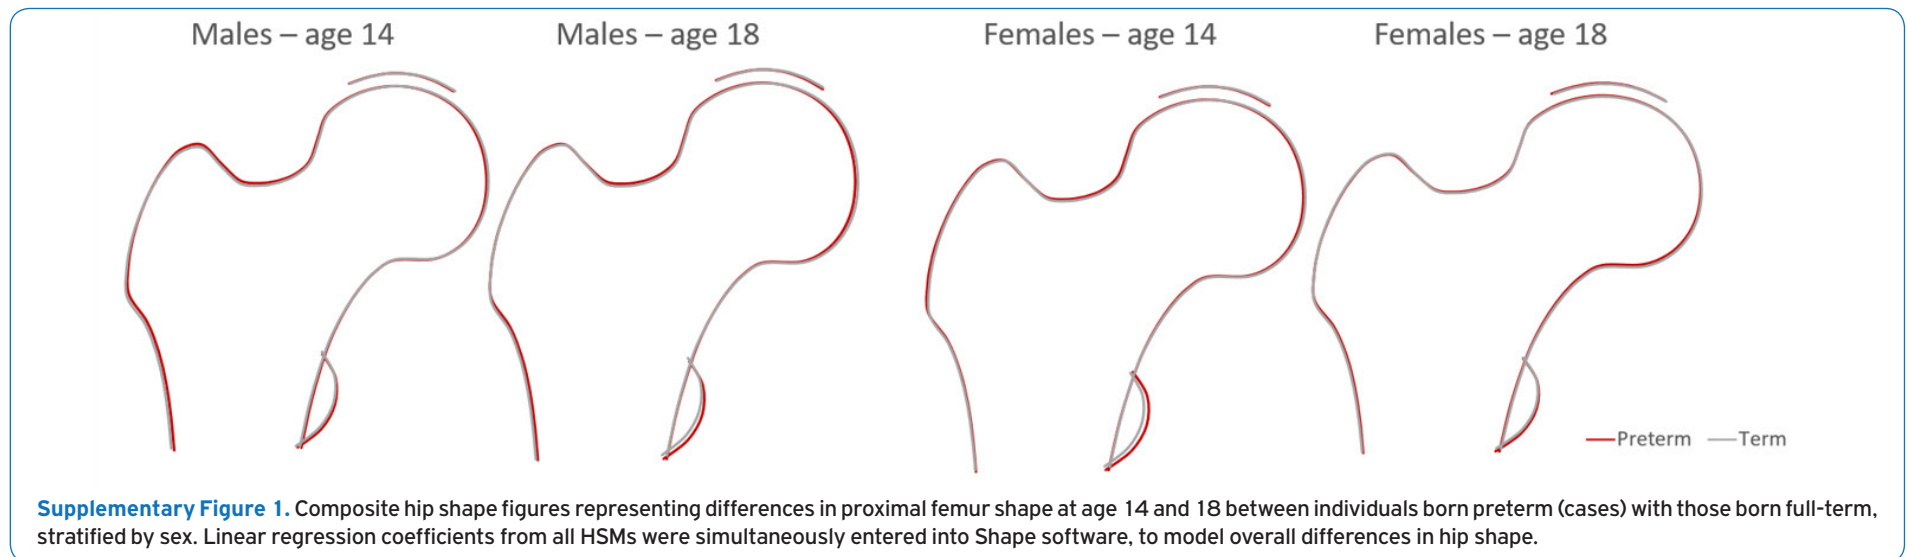 Males – age 14
Males – age 18
Females – age 14
Females – age 18
Preterm
Term
Supplementary Figure 1. Composite hip shape figures representing differences in proximal femur shape at age 14 and 18 between individuals born preterm (cases) with those born full-term,
stratified by sex. Linear regression coefficients from all HSMs were simultaneously entered into Shape software, to model overall differences in hip shape.